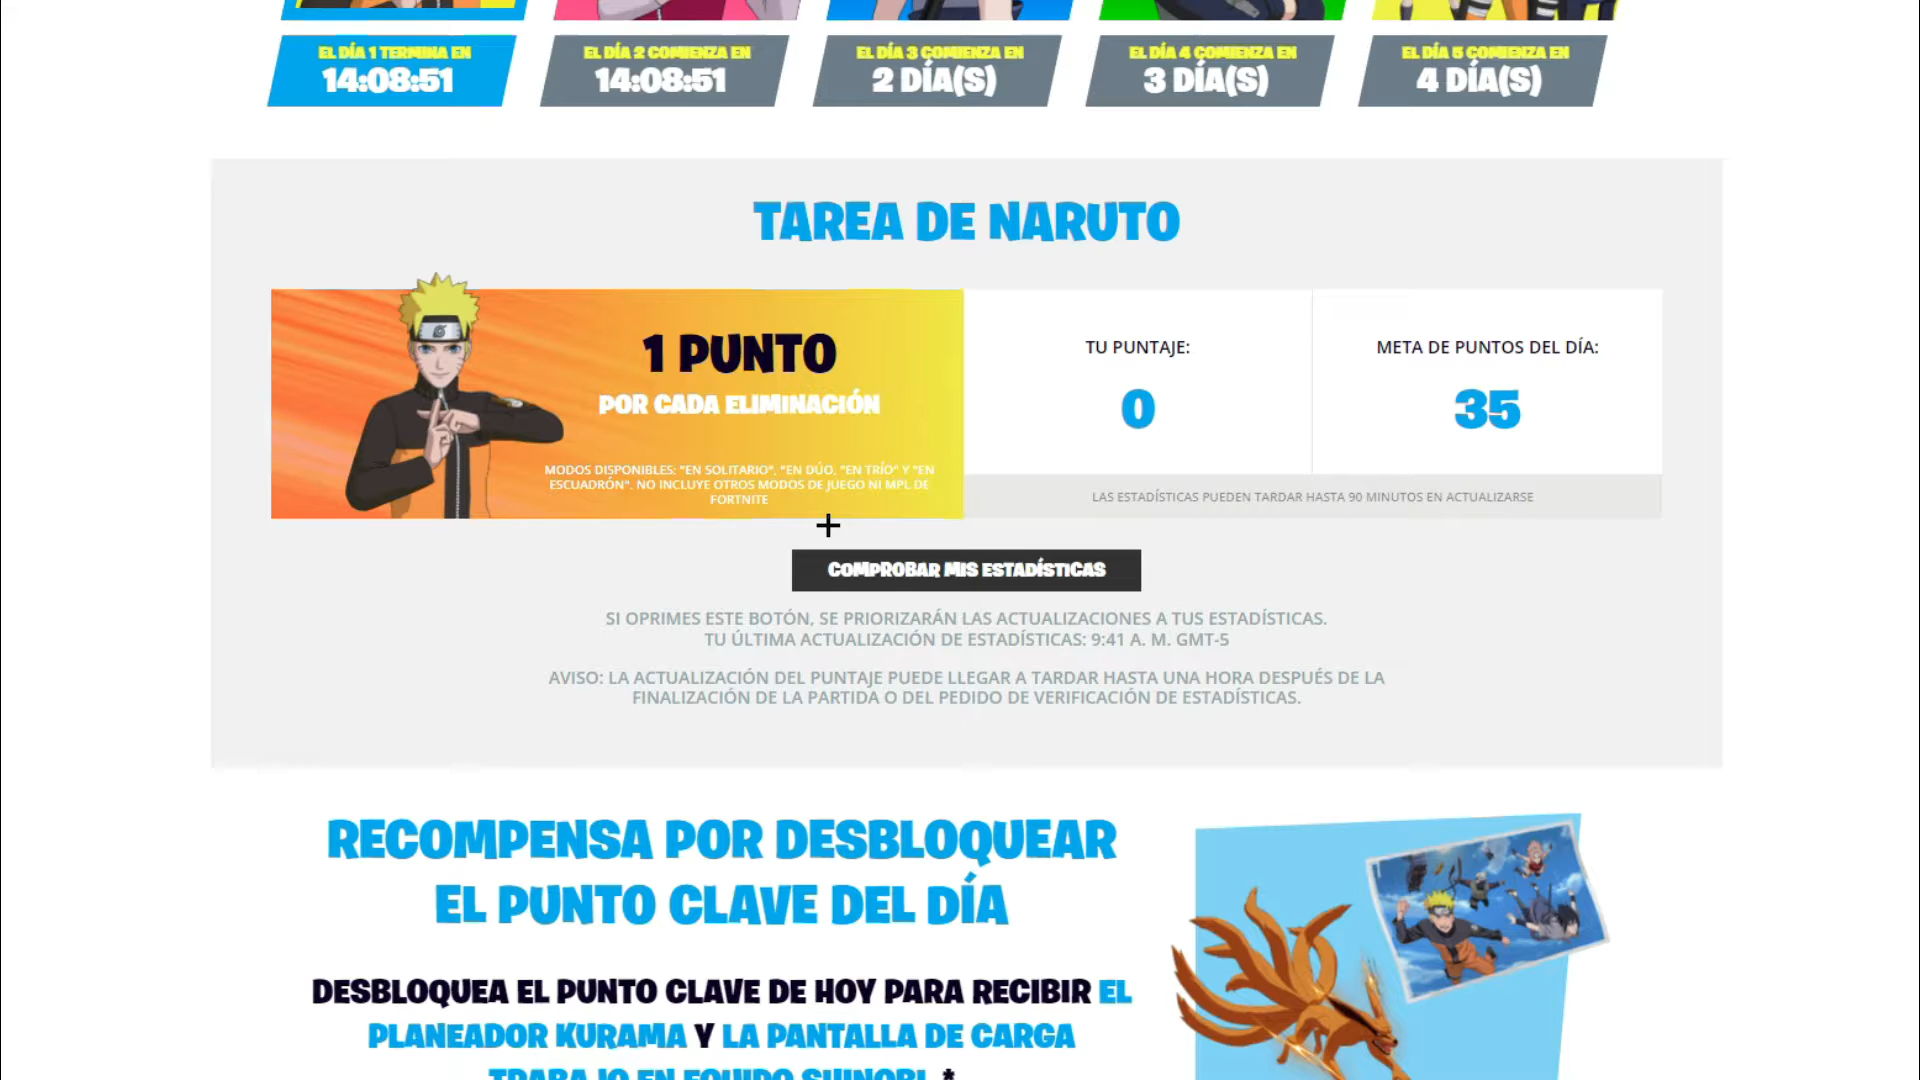 EL DÍA 1 TERMINA EN
14:08:51
EL DÍA 2 COMIENZA EN
14:08:51
EL DÍA 3 COMIENZA EN
2 DÍA(S)
EL DÍA 4 COMIENZA EN
3 DÍA(S)
EL DÍA 5 COMIENZA EN
4 DÍA(S)
TAREA DE NARUTO
1 PUNTO
POR CADA ELIMINACIÓN
MODOS DISPONIBLES: "EN SOLITARIO", "EN DÚO, "EN TRÍO" Y "EN
ESCUADRÓN". NO INCLUYE OTROS MODOS DE JUEGO NI MPL DE
FORTNITE
TU PUNTAJE:
0
META DE PUNTOS DEL DÍA:
35
LAS ESTADÍSTICAS PUEDEN TARDAR HASTA 90 MINUTOS EN ACTUALIZARSE
COMPROBAR MIS ESTADÍSTICAS
SI OPRIMES ESTE BOTÓN, SE PRIORIZARÁN LAS ACTUALIZACIONES A TUS ESTADÍSTICAS.
TU ÚLTIMA ACTUALIZACIÓN DE ESTADÍSTICAS: 9:41 A. M. GMT-5
AVISO: LA ACTUALIZACIÓN DEL PUNTAJE PUEDE LLEGAR A TARDAR HASTA UNA HORA DESPUÉS DE LA
FINALIZACIÓN DE LA PARTIDA O DEL PEDIDO DE VERIFICACIÓN DE ESTADÍSTICAS.
RECOMPENSA POR DESBLOQUEAR
EL PUNTO CLAVE DEL DÍA
DESBLOQUEA EL PUNTO CLAVE DE HOY PARA RECIBIR EL
PLANEADOR KURAMA Y LA PANTALLA DE CARGA
TRABAJO EN EQUIPO SHINOBI.*